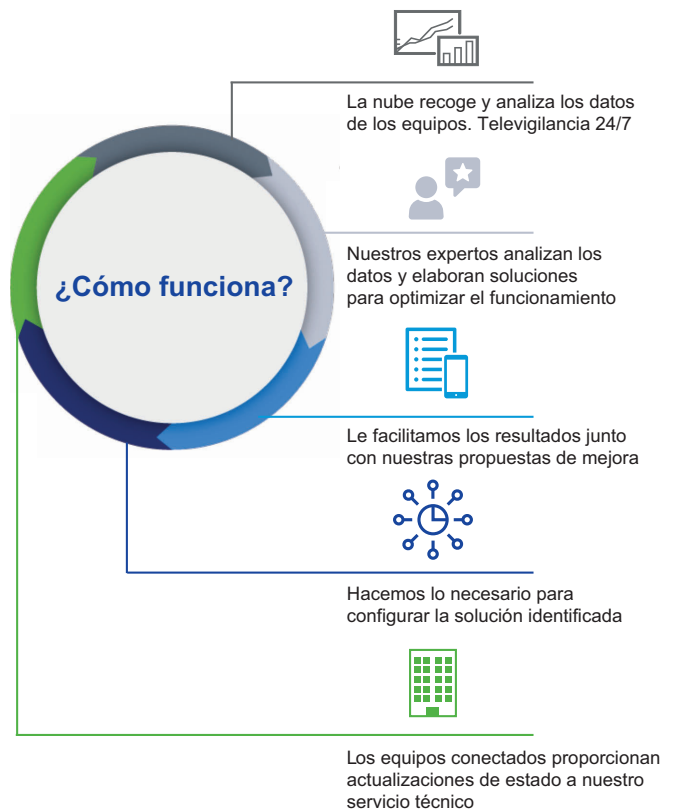 La nube recoge y analiza los datos
de los equipos. Televigilancia 24/7
¿Cómo funciona?
Nuestros expertos analizan los
datos y elaboran soluciones
para optimizar el funcionamiento
Le facilitamos los resultados junto
con nuestras propuestas de mejora
Hacemos lo necesario para
configurar la solución identificada
Los equipos conectados proporcionan
actualizaciones de estado a nuestro
servicio técnico